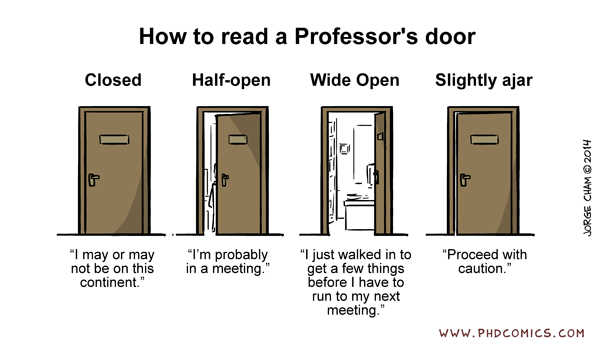 How to read a Professor's door
Closed
Half-open
Wide Open
Slightly ajar
“I may or may
not be on this
continent.”
“I’m probably
in a meeting.”
“I just walked in to
get a few things
before I have to
run to my next
meeting.”
“Proceed with
caution.”
JORGE CHAM © 2014
WWW.PHDCOMICS.COM